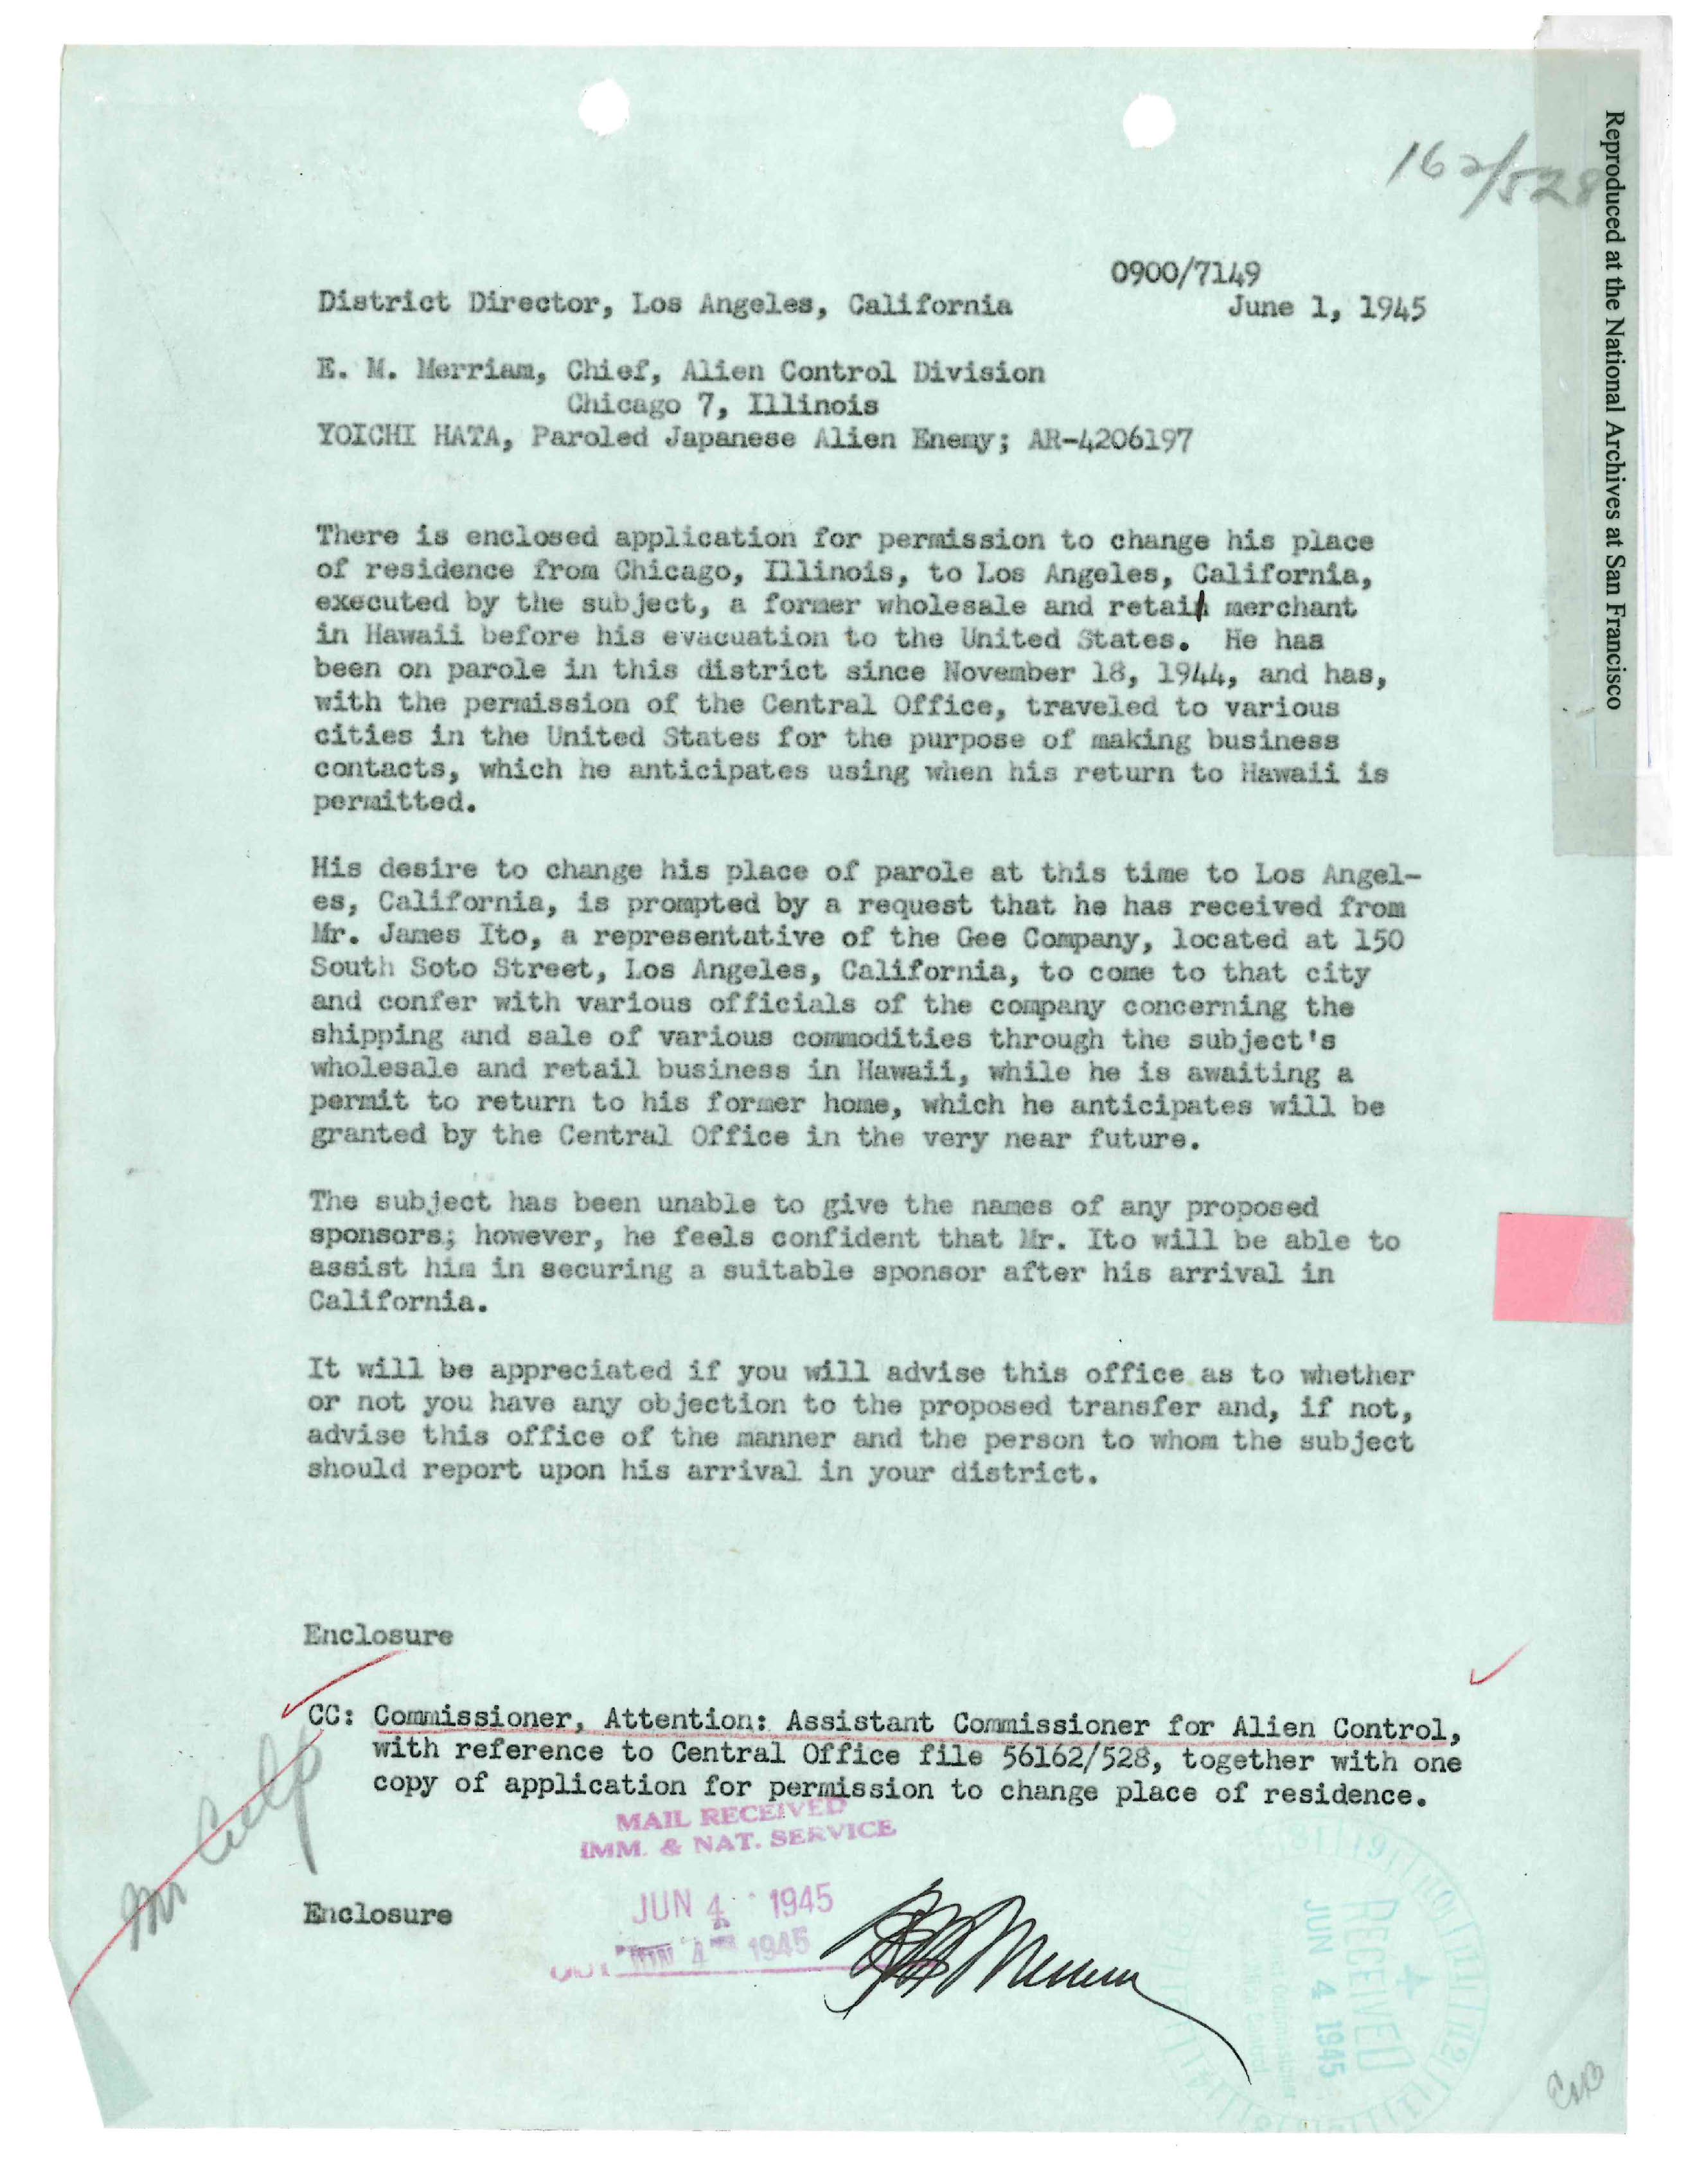 162/528
Reproduced at the National Archives at San Francisco
0900/7149
District Director, Los Angeles, California
June 1, 1945
E. M. Merriam, Chief, Alien Control Division
Chicago 7, Illinois
YOICHI HATA, Paroled Japanese Alien Enemy; AR-4206197
There is enclosed application for permission to change his place
of residence from Chicago, Illinois, to Los Angeles, California,
executed by the subject, a former wholesale and retail merchant
in Hawaii before his evacuation to the United States. He has
been on parole in this district since November 18, 1944, and has,
with the permission of the Central Office, traveled to various
cities in the United States for the purpose of making business
contacts, which he anticipates using when his return to Hawaii is
permitted.
His desire to change his place of parole at this time to Los Angel-
es, California, is prompted by a request that he has received from
Mr. James Ito, a representative of the Gee Company, located at 150
South Soto Street, Los Angeles, California, to come to that city
and confer with various officials of the company concerning the
shipping and sale of various commodities through the subject's
wholesale and retail business in Hawaii, while he is awaiting a
permit to return to his former home, which he anticipates will be
granted by the Central Office in the very near future.
The subject has been unable to give the names of any proposed
sponsors; however, he feels confident that Mr. Ito will be able to
assist him in securing a suitable sponsor after his arrival in
California.
It will be appreciated if you will advise this office as to whether
or not you have any objection to the proposed transfer and, if not,
advise this office of the manner and the person to whom the subject
should report upon his arrival in your district.
Enclosure
CC: Commissioner, Attention: Assistant Commissioner for Alien Control,
with reference to Central Office file 56162/528, together with one
copy of application for permission to change place of residence.
MAIL RECEIVED
IMM. & NAT. SERVICE
Enclosure
JUN 4 1945
JUN 4 1945
RECEIVED
JUN 4 1945